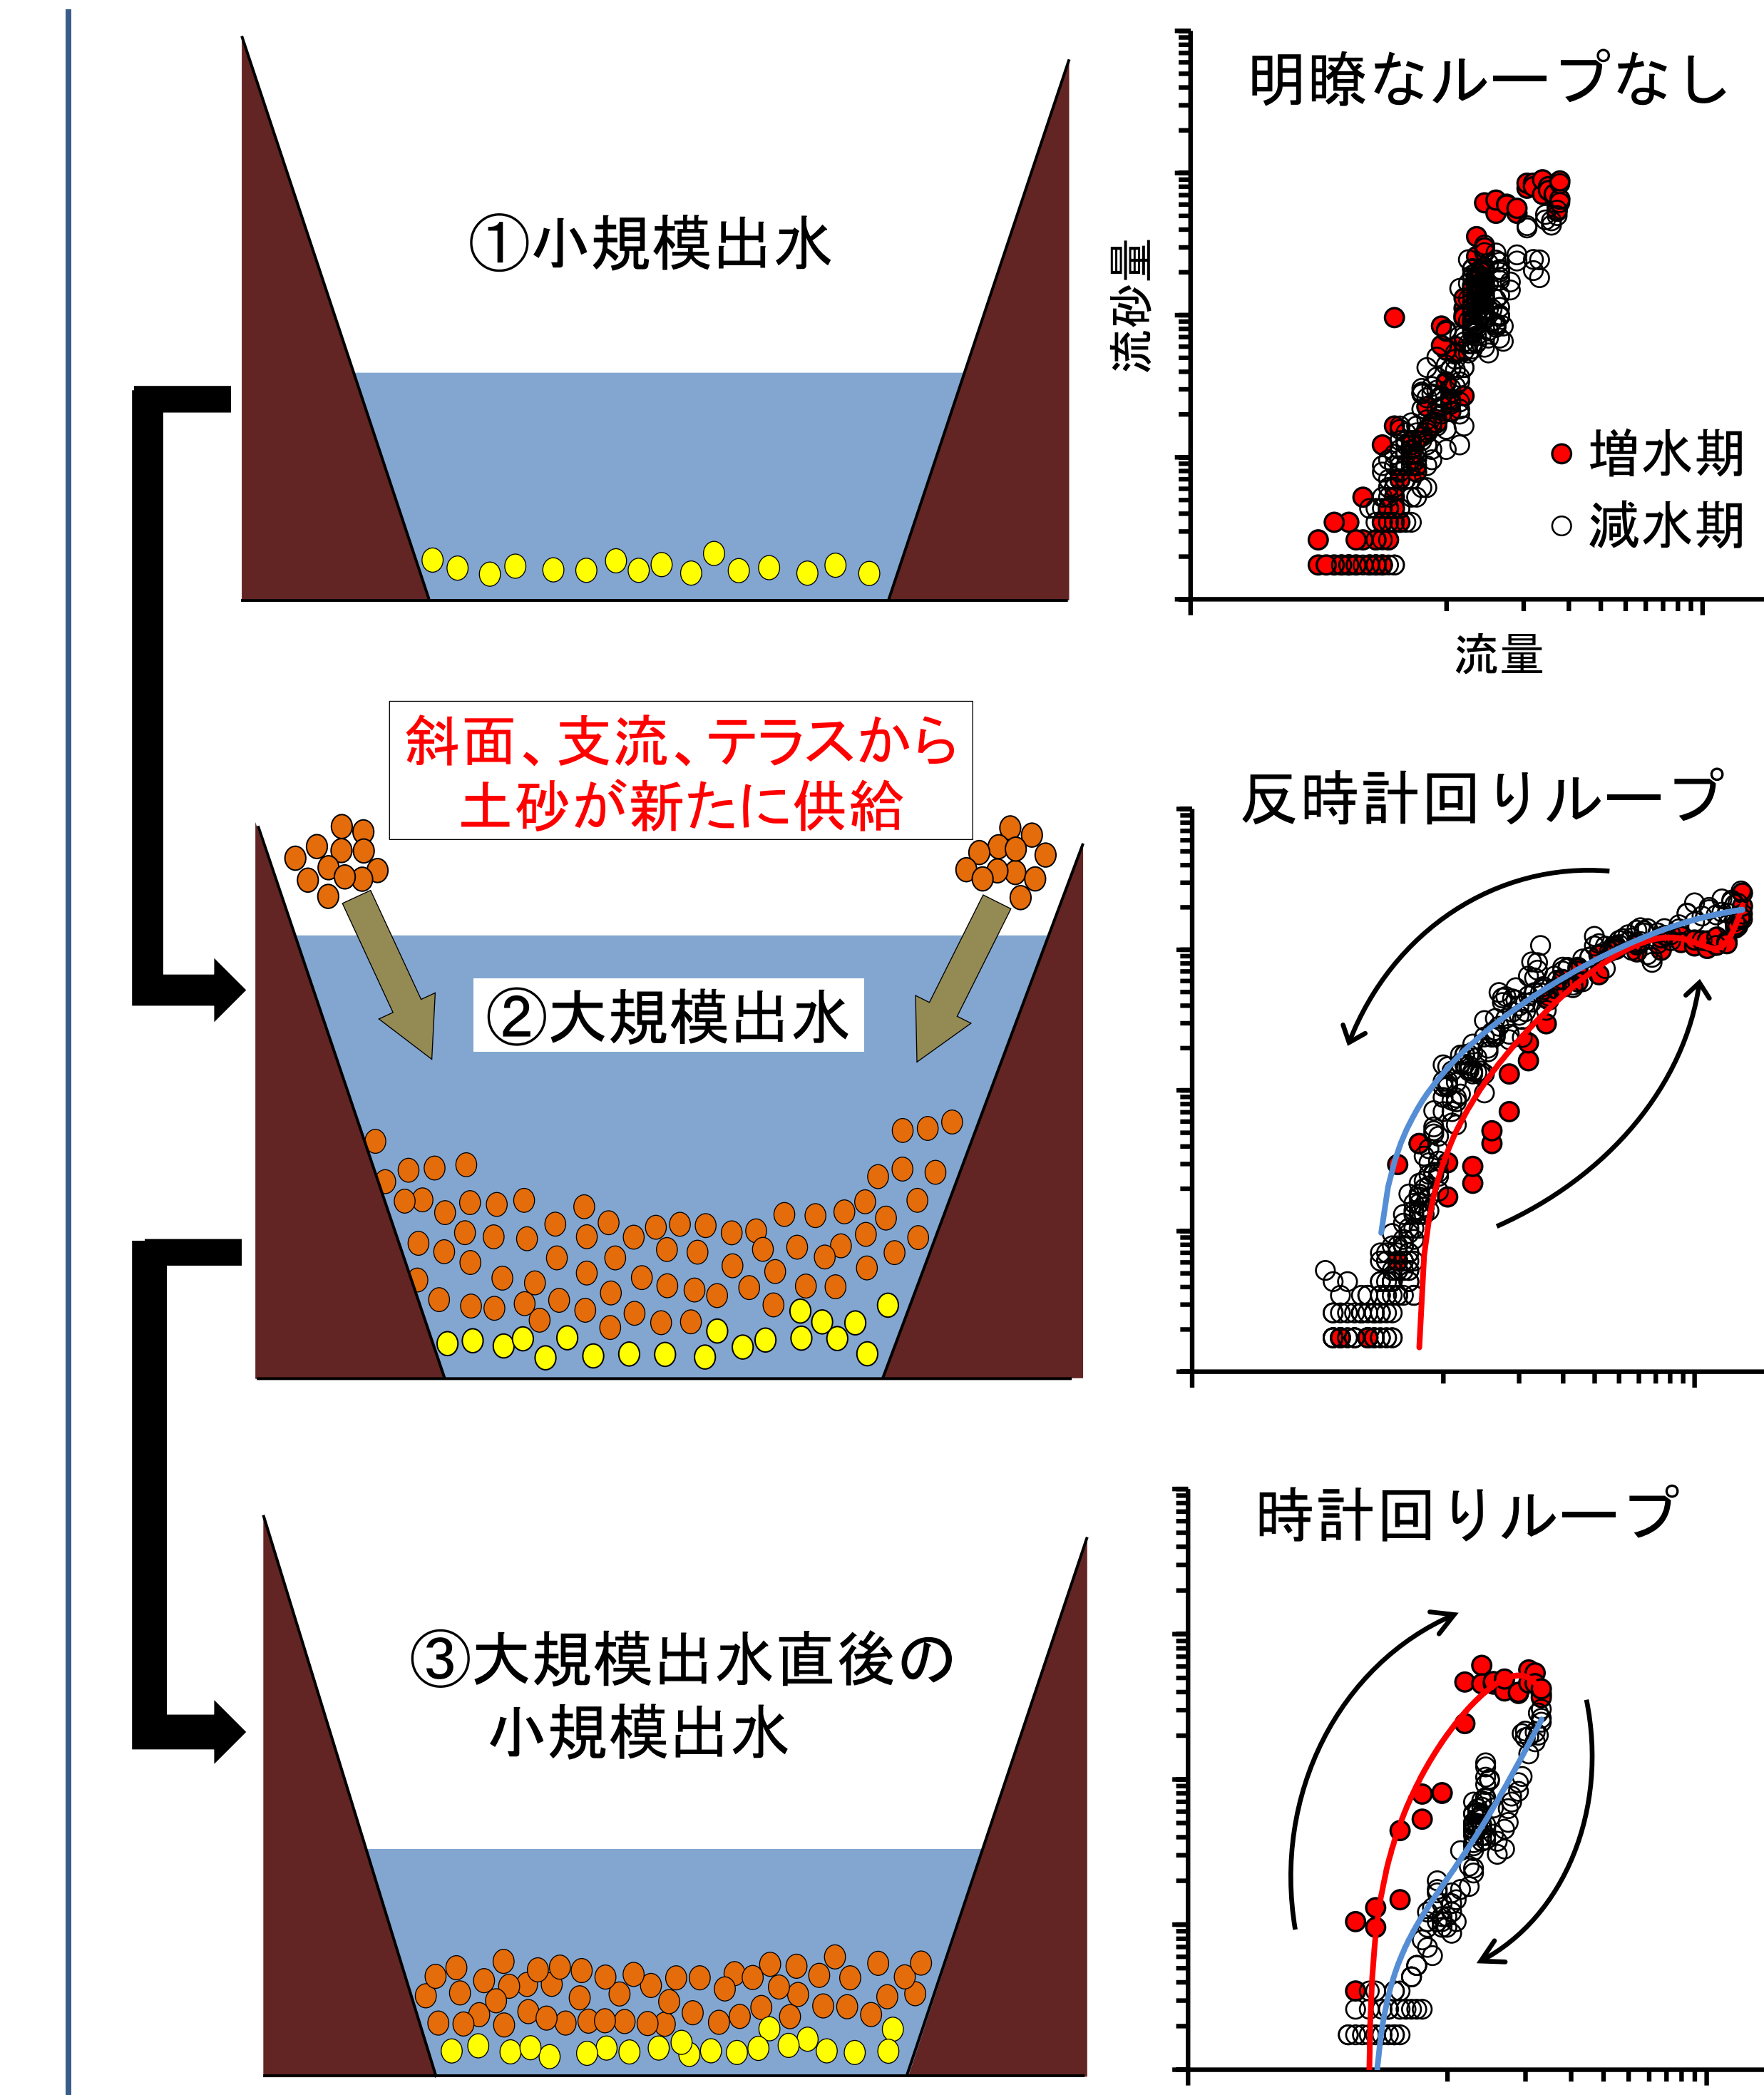 明瞭なループなし
①小規模出水
流砂量
増水期
減水期
流量
斜面、支流、テラスから
土砂が新たに供給
反時計回りループ
②大規模出水
時計回りループ
③大規模出水直後の
小規模出水